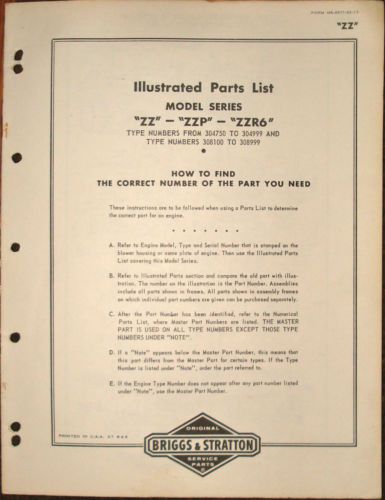 "ZZ"
Illustrated Parts List
MODEL SERIES
"ZZ" — "ZZP" — "ZZR6"
TYPE NUMBERS FROM 304750 TO 304999 AND
TYPE NUMBERS 308100 TO 308999
HOW TO FIND
THE CORRECT NUMBER OF THE PART YOU NEED
These instructions are to be followed when using a Parts List to determine
the correct part for an engine.
A. Refer to Engine Model, Type and Serial Number that is stamped on the
blower housing or name plate of engine. Then use the Illustrated Parts
List covering this Model Series.
B. Refer to Illustrated Parts section and compare the old part with illus-
tration. The number on the illustration is the Part Number. Assemblies
include all parts shown in frames. All parts shown in assembly frames
on which individual part numbers are given can be purchased separately.
C. After the Part Number has been identified, refer to the Numerical
Parts List, where Master Part Numbers are listed. THE MASTER
PART IS USED ON ALL TYPE NUMBERS EXCEPT THOSE TYPE
NUMBERS UNDER "NOTE".
D. If a "Note" appears below the Master Part Number, this means that
this part differs from the Master Part for certain types. If the Type
Number is listed under "Note", order the part referred to.
E. If the Engine Type Number does not appear after any part number listed
under "Note", use the Master Part Number.
PRINTED IN U.S.A.
ORIGINAL
BRIGGS & STRATTON
SERVICE
PARTS